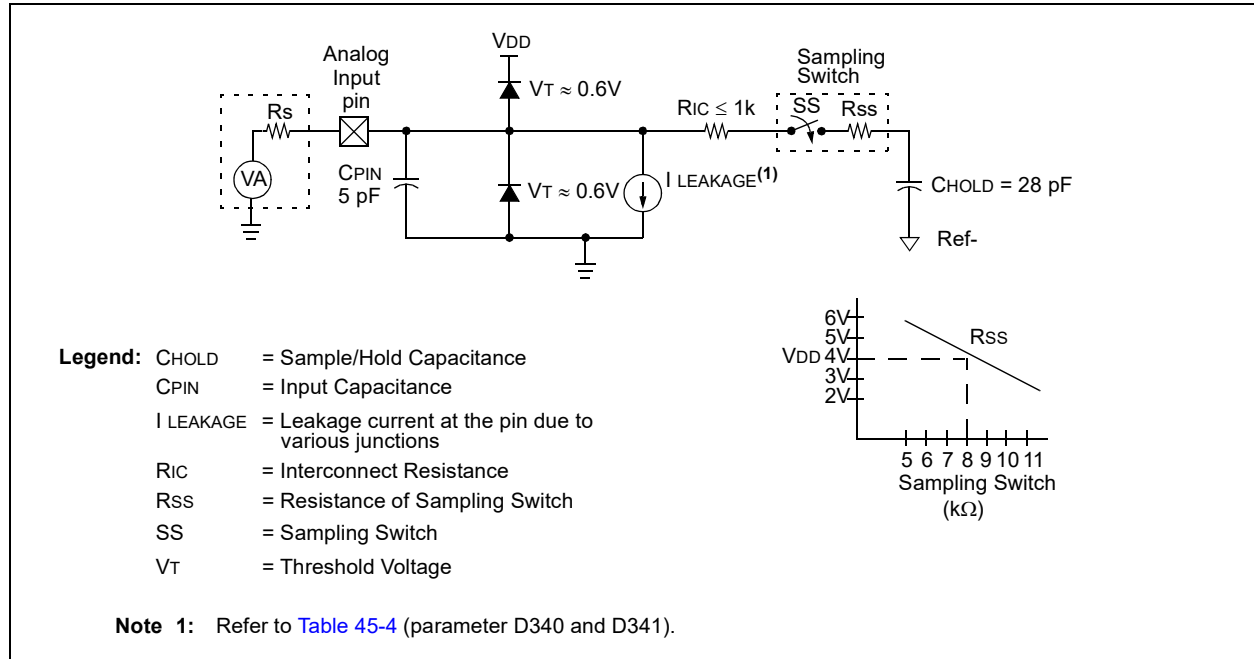 VDD
Analog
Input
pin
Sampling
Switch
Rs
VT ≈ 0.6V
RIC ≤ 1k
SS
Rss
VA
CPIN
5 pF
VT ≈ 0.6V
I LEAKAGE(1)
CHOLD = 28 pF
Ref-
6V
5V
VDD 4V
3V
2V
RSS
5 6 7 8 9 10 11
Sampling Switch
(kΩ)
Legend: CHOLD = Sample/Hold Capacitance
CPIN = Input Capacitance
I LEAKAGE = Leakage current at the pin due to
various junctions
RIC = Interconnect Resistance
RSS = Resistance of Sampling Switch
SS = Sampling Switch
VT = Threshold Voltage
Note 1: Refer to Table 45-4 (parameter D340 and D341).